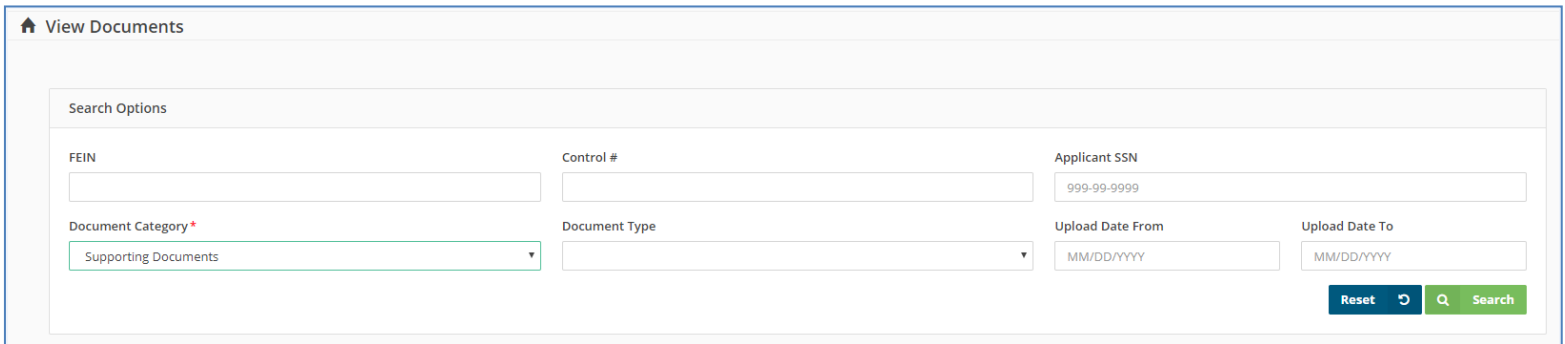 View Documents
Search Options
FEIN Control # Applicant SSN
999-99-9999
Document Category* Document Type Upload Date From Upload Date To
Supporting Documents MM/DD/YYYY MM/DD/YYYY
Reset Search